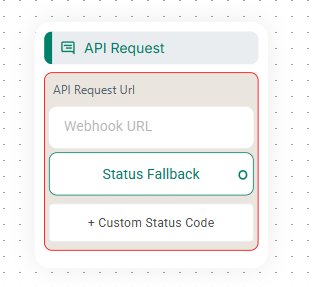 API Request
API Request Url
Webhook URL
Status Fallback
+ Custom Status Code